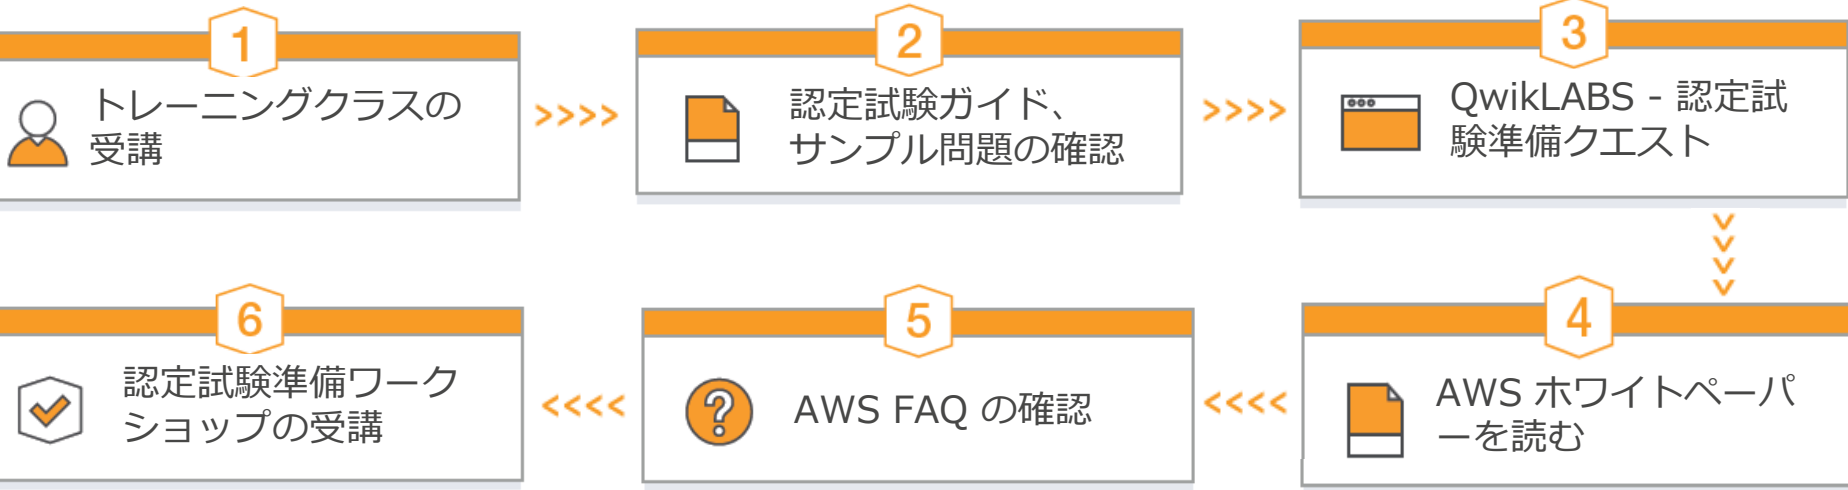 1
トレーニングクラスの
受講
>>>>
2
認定試験ガイド、
サンプル問題の確認
>>>>
3
QwikLABS - 認定試
験準備クエスト
4
AWS ホワイトペーパ
ーを読む
<<<<
5
AWS FAQ の確認
<<<<
6
認定試験準備ワーク
ショップの受講